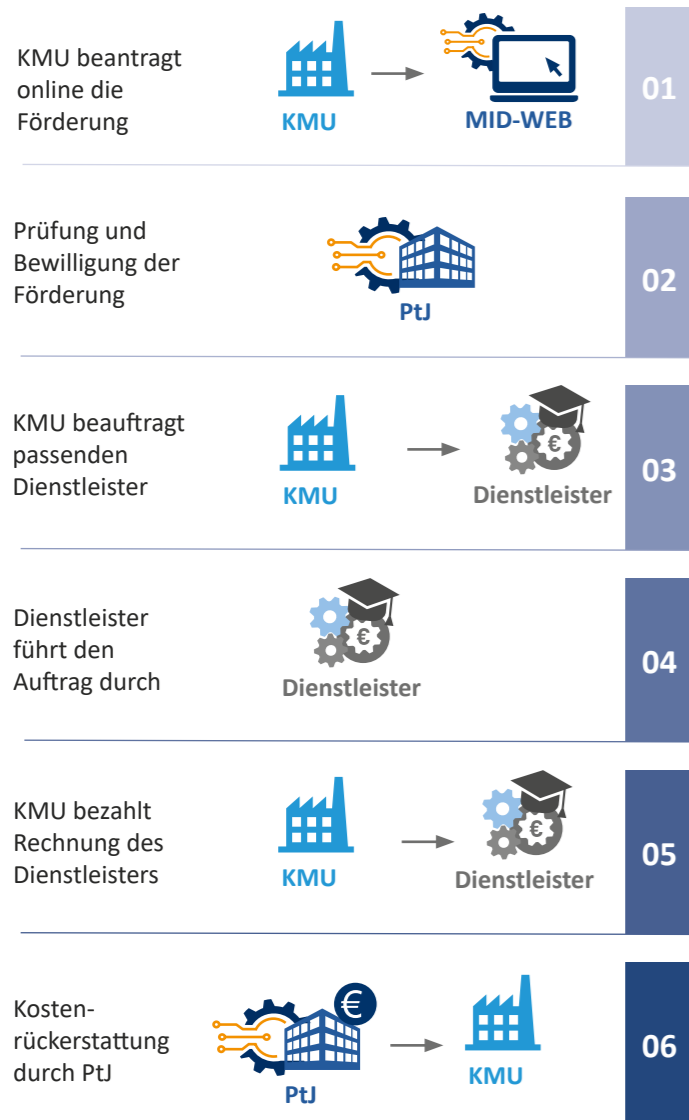 KMU beantragt
online die
Förderung
KMU
MID-WEB
01
Prüfung und
Bewilligung der
Förderung
PtJ
02
KMU beauftragt
passenden
Dienstleister
KMU
€
Dienstleister
03
Dienstleister
führt den
Auftrag durch
€
Dienstleister
04
KMU bezahlt
Rechnung des
Dienstleisters
KMU
€
Dienstleister
05
Kosten-
rückerstattung
durch PtJ
€
PtJ
KMU
06